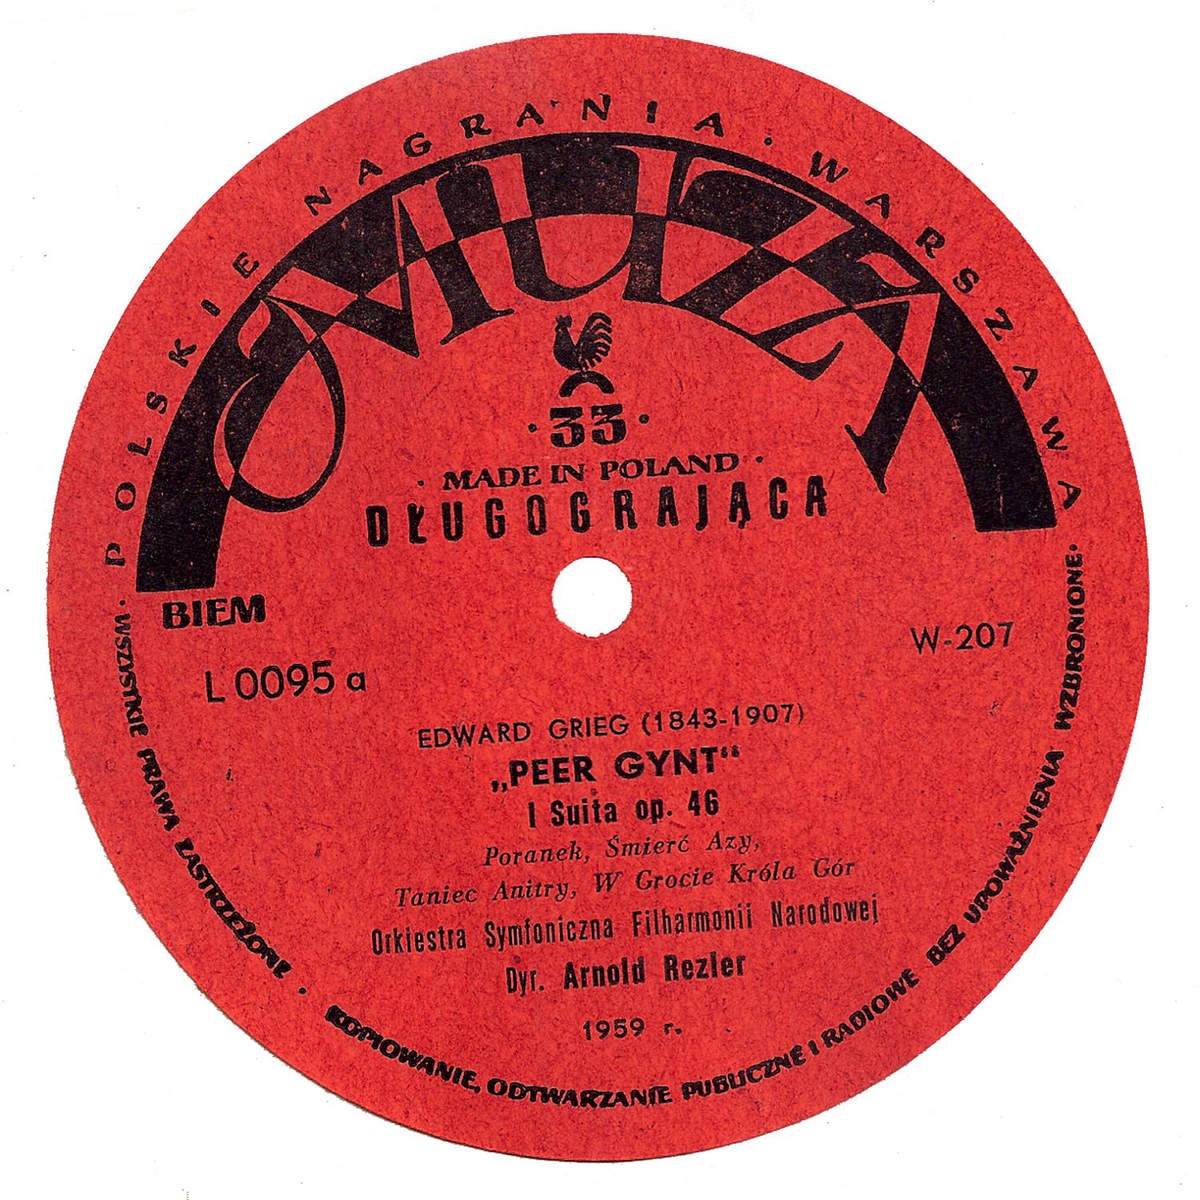 POLSKIE NAGRANIA · WARSZAWA
MUZA
· 33 ·
· MADE IN POLAND ·
DŁUGOGRAJĄCA
BIEM
W-207
L 0095 a
EDWARD GRIEG (1843-1907)
„PEER GYNT“
I Suita op. 46
Poranek, Śmierć Azy,
Taniec Anitry, W Grocie Króla Gór
Orkiestra Symfoniczna Filharmonii Narodowej
Dyr. Arnold Rezler
1959 r.
· WSZYSTKIE PRAWA ZASTRZEŻONE · KOPIOWANIE, ODTWARZANIE PUBLICZNE I RADIOWE BEZ UPOWAŻNIENIA WZBRONIONE·